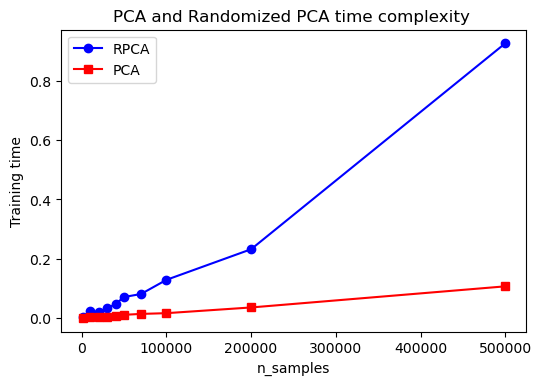 PCA and Randomized PCA time complexity
RPCA
PCA
Training time
0.8
0.6
0.4
0.2
0.0
0
100000
200000
300000
400000
500000
n_samples